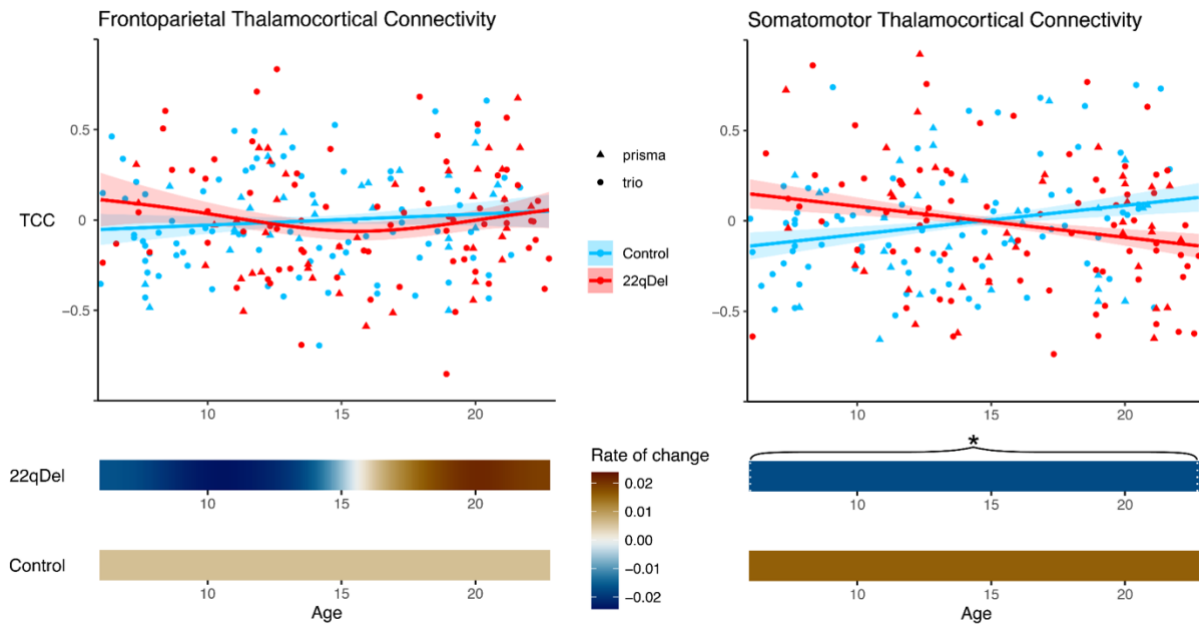 Frontoparietal Thalamocortical Connectivity
Somatomotor Thalamocortical Connectivity
TCC
0.5
0
−0.5
10
15
20
prisma
trio
Control
22qDel
0.5
0
−0.5
10
15
20
22qDel
10
15
20
Control
10
15
20
Age
Rate of change
0.02
0.01
0.00
−0.01
−0.02
*
10
15
20
10
15
20
Age